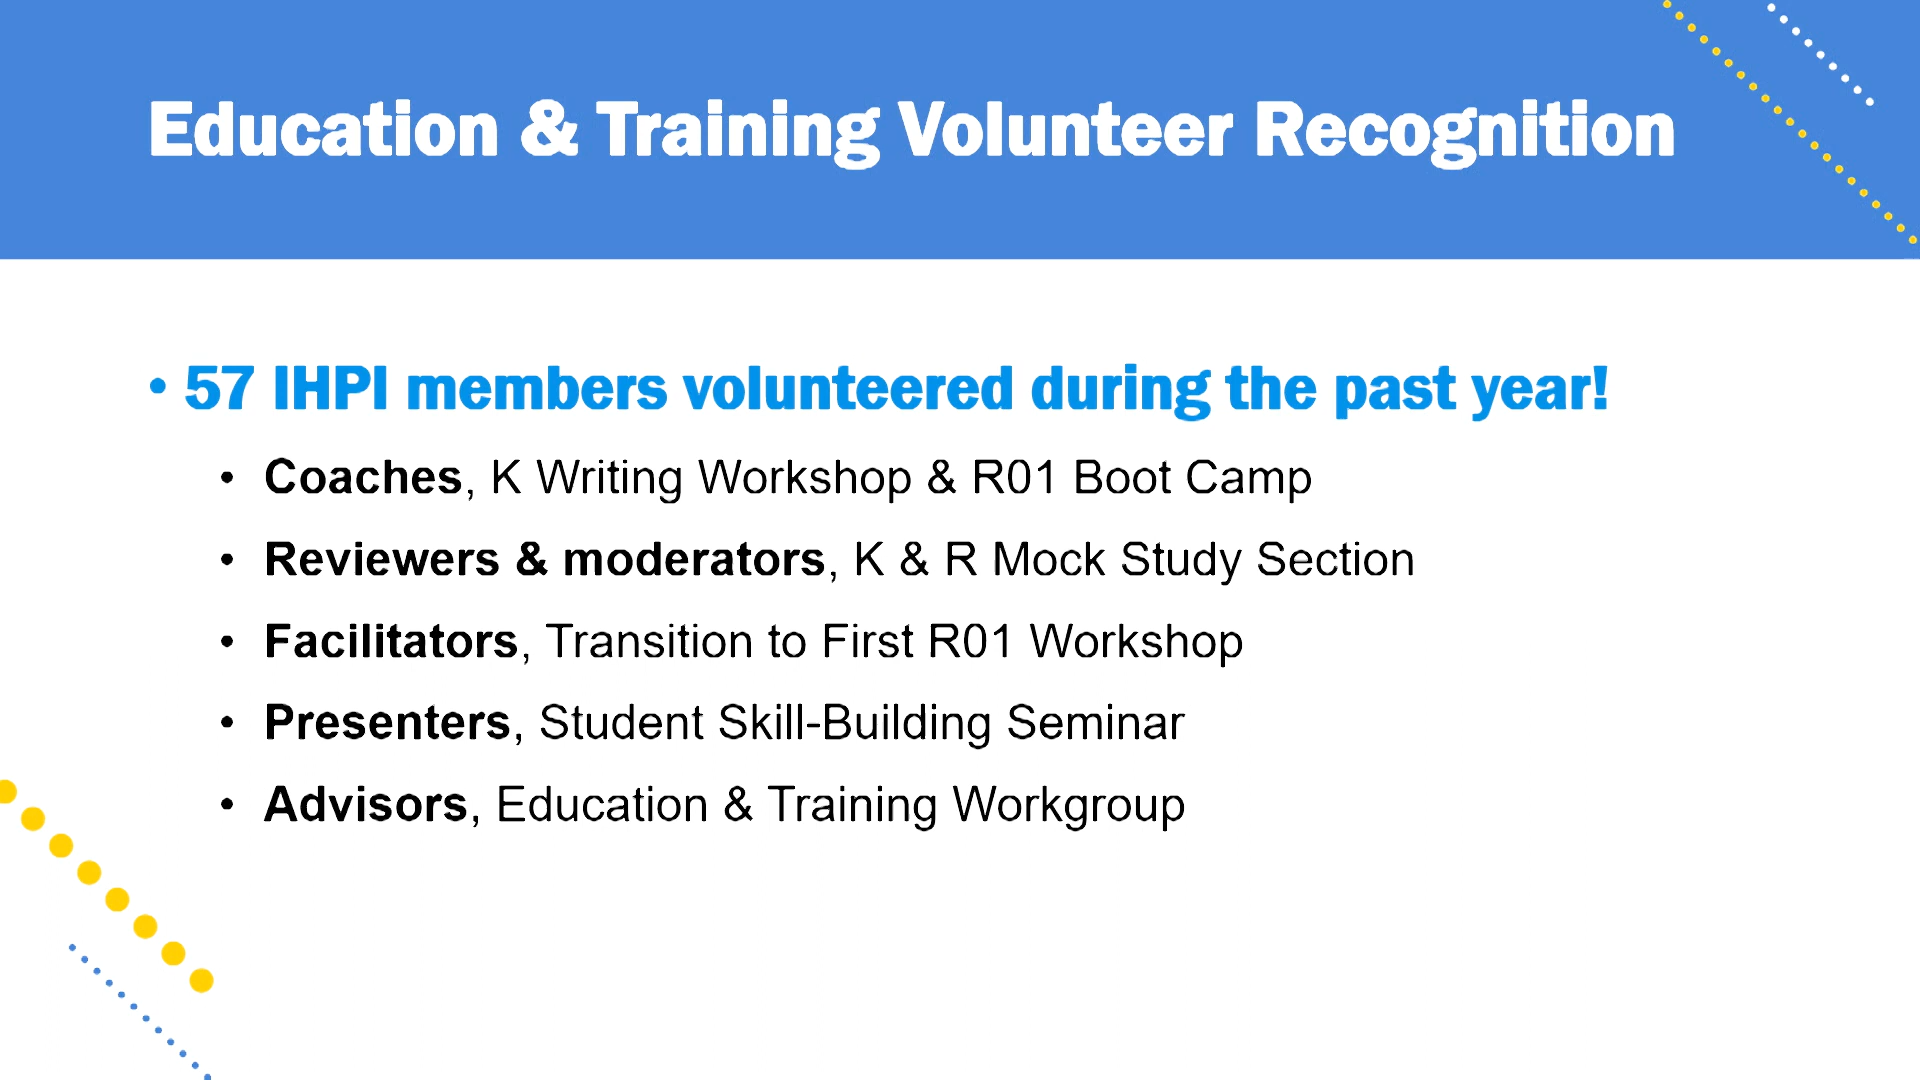 Education & Training Volunteer Recognition
• 57 IHPI members volunteered during the past year!
• Coaches, K Writing Workshop & R01 Boot Camp
• Reviewers & moderators, K & R Mock Study Section
• Facilitators, Transition to First R01 Workshop
• Presenters, Student Skill-Building Seminar
• Advisors, Education & Training Workgroup